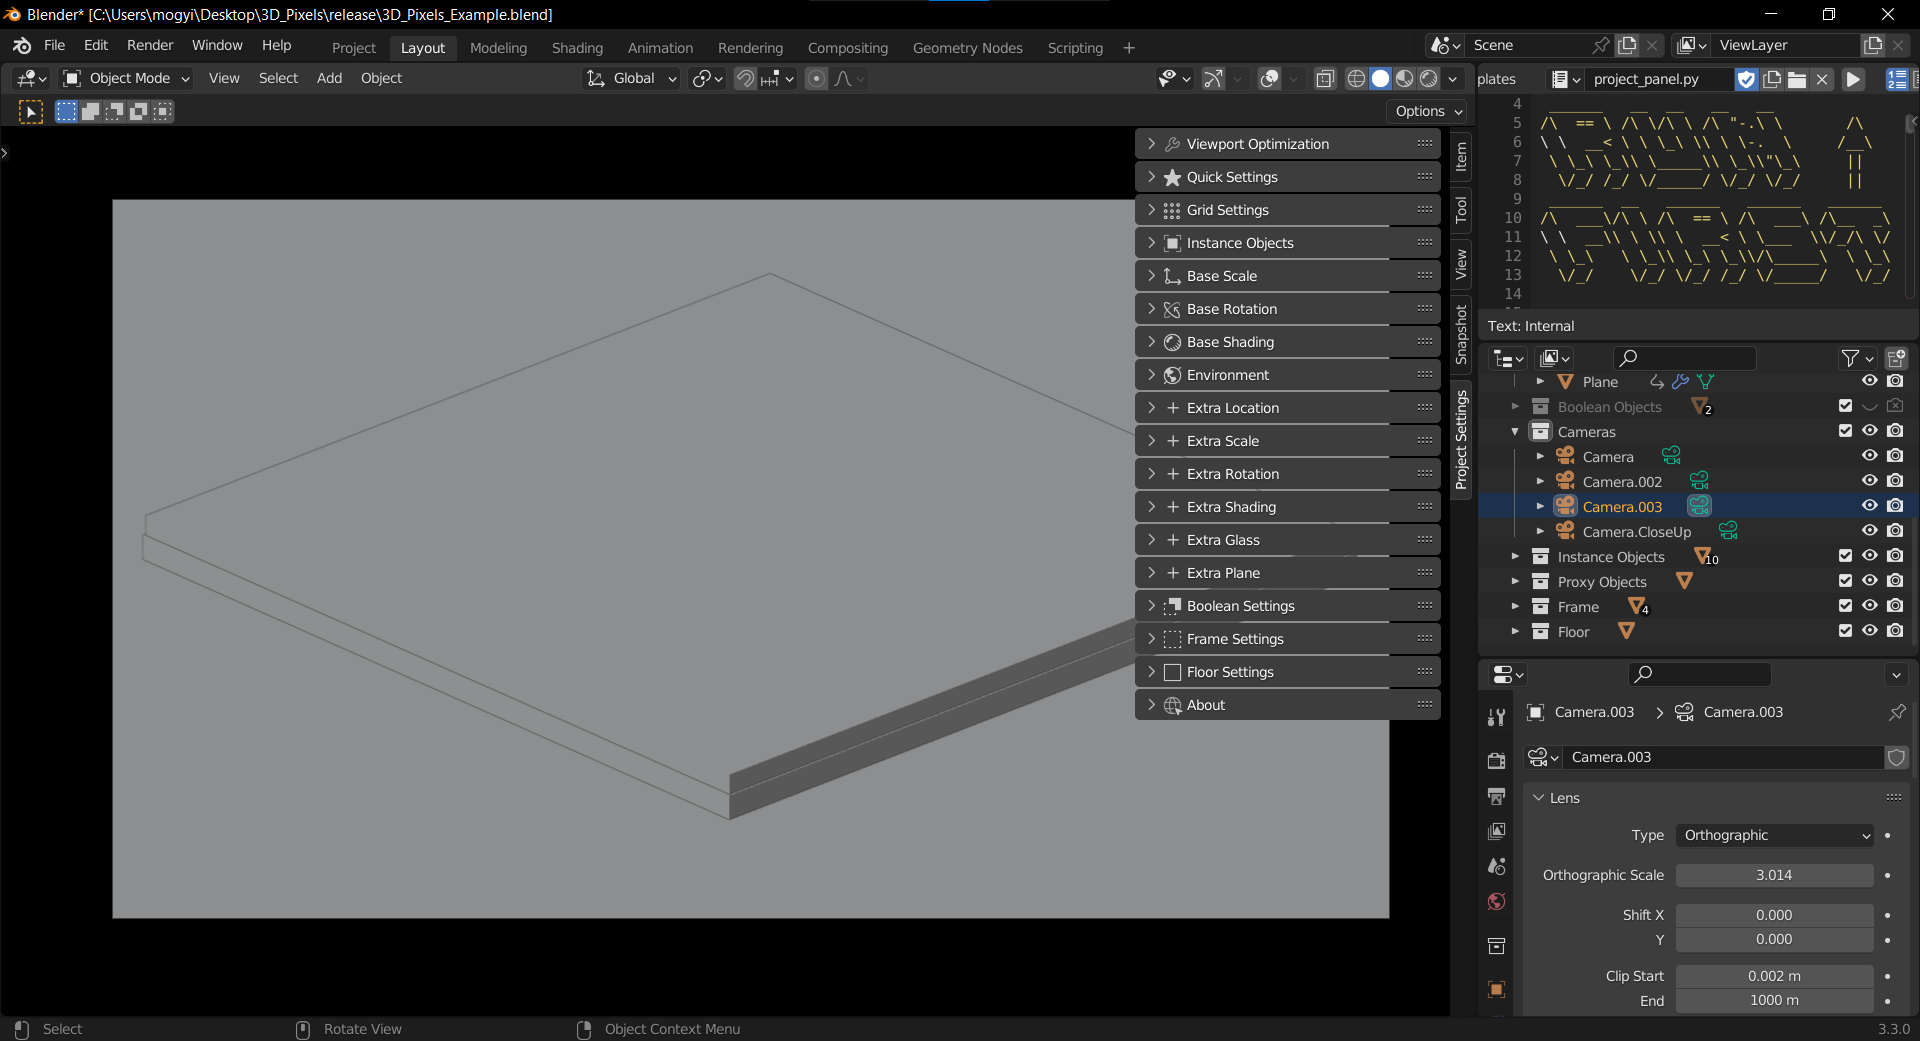 Blender* [C:\Users\mogyi\Desktop\3D_Pixels\release\3D_Pixels_Example.blend]
File Edit Render Window Help Project Layout Modeling Shading Animation Rendering Compositing Geometry Nodes Scripting + Scene ViewLayer
Object Mode View Select Add Object Global plates project_panel.py
Options
Viewport Optimization
Quick Settings
Grid Settings
Instance Objects
Base Scale
Base Rotation
Base Shading
Environment
Extra Location
Extra Scale
Extra Rotation
Extra Shading
Extra Glass
Extra Plane
Boolean Settings
Frame Settings
Floor Settings
About
Item
Tool
View
Snapshot
Project Settings
4
5
6
7
8
9
10
11
12
13
14
Text: Internal
Plane
Boolean Objects 2
Cameras
Camera
Camera.002
Camera.003
Camera.CloseUp
Instance Objects 10
Proxy Objects
Frame 4
Floor
Camera.003 > Camera.003
Camera.003
Lens
Type Orthographic
Orthographic Scale 3.014
Shift X 0.000
Y 0.000
Clip Start 0.002 m
End 1000 m
Select Rotate View Object Context Menu 3.3.0